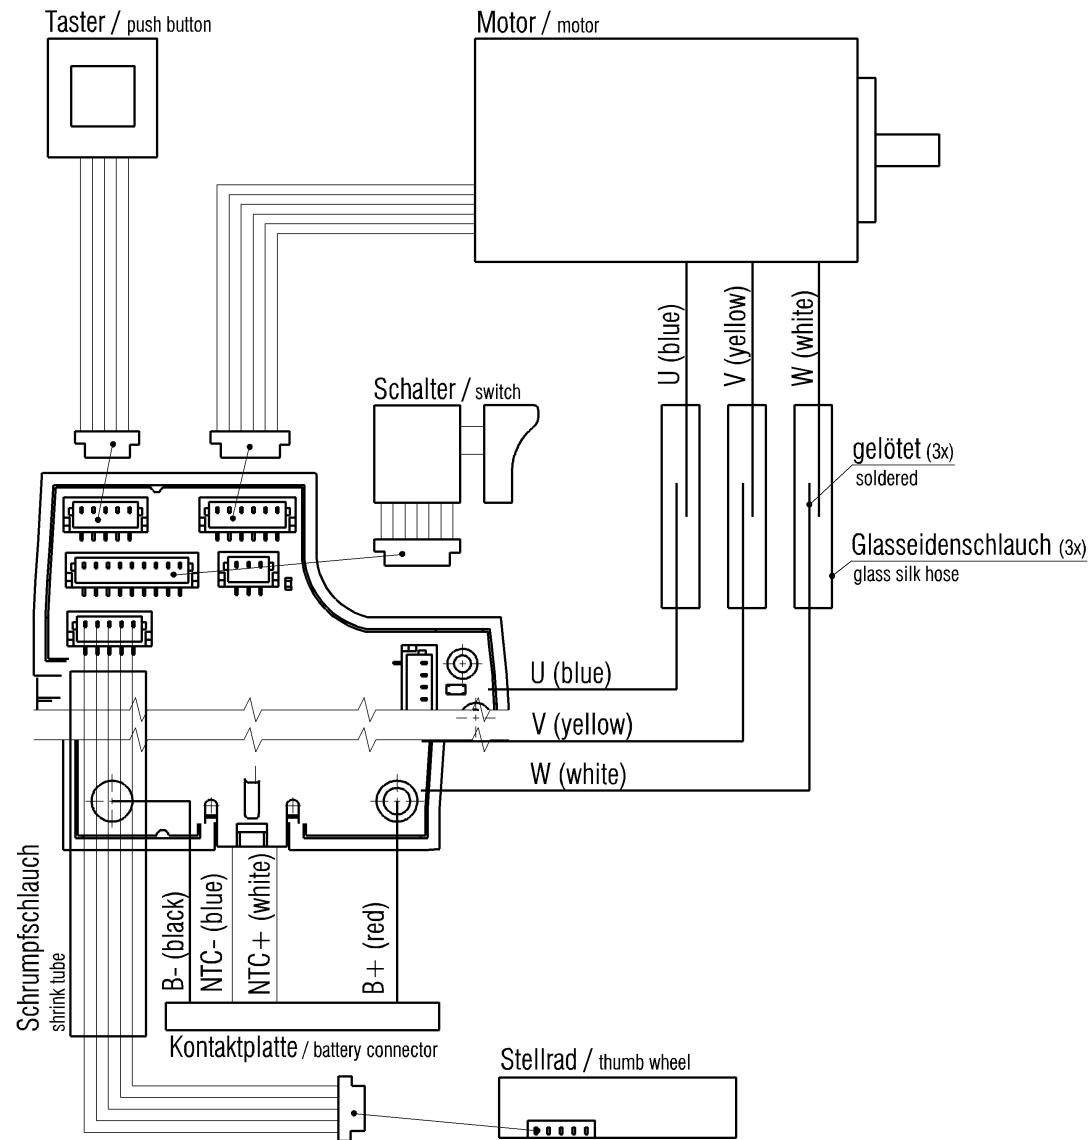 Taster / push button
Motor / motor
U (blue)
V (yellow)
W (white)
Schalter / switch
gelötet (3x)
soldered
Glasseidenschlauch (3x)
glass silk hose
U (blue)
V (yellow)
W (white)
Schrumpfschlauch
shrink tube
B- (black)
NTC- (blue)
NTC+ (white)
B+ (red)
Kontaktplatte / battery connector
Stellrad / thumb wheel